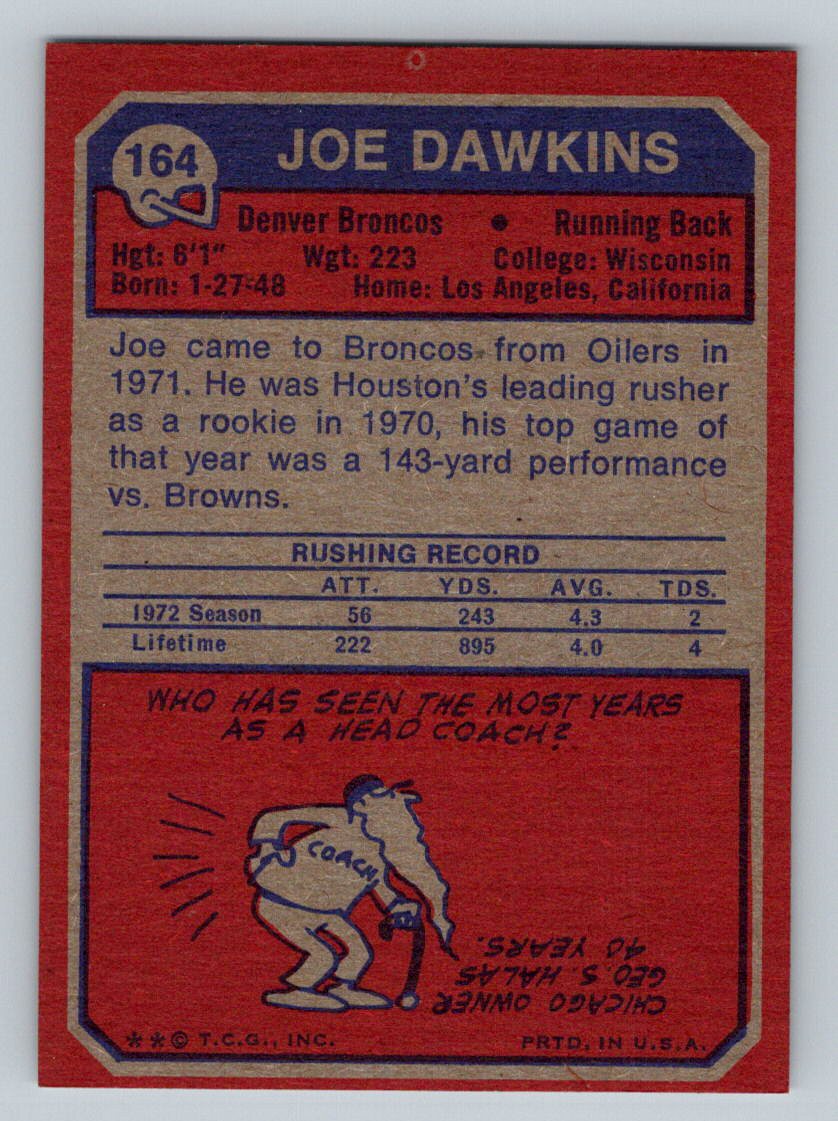 164
JOE DAWKINS
Denver Broncos • Running Back
Hgt: 6'1" Wgt: 223 College: Wisconsin
Born: 1-27-48 Home: Los Angeles, California
Joe came to Broncos from Oilers in
1971. He was Houston's leading rusher
as a rookie in 1970, his top game of
that year was a 143-yard performance
vs. Browns.
RUSHING RECORD
ATT. YDS. AVG. TDS.
1972 Season 56 243 4.3 2
Lifetime 222 895 4.0 4
WHO HAS SEEN THE MOST YEARS
AS A HEAD COACH?
COACH
CHICAGO OWNER
GEO. S. HALAS
40 YEARS.
**© T.C.G., INC. PRTD. IN U.S.A.